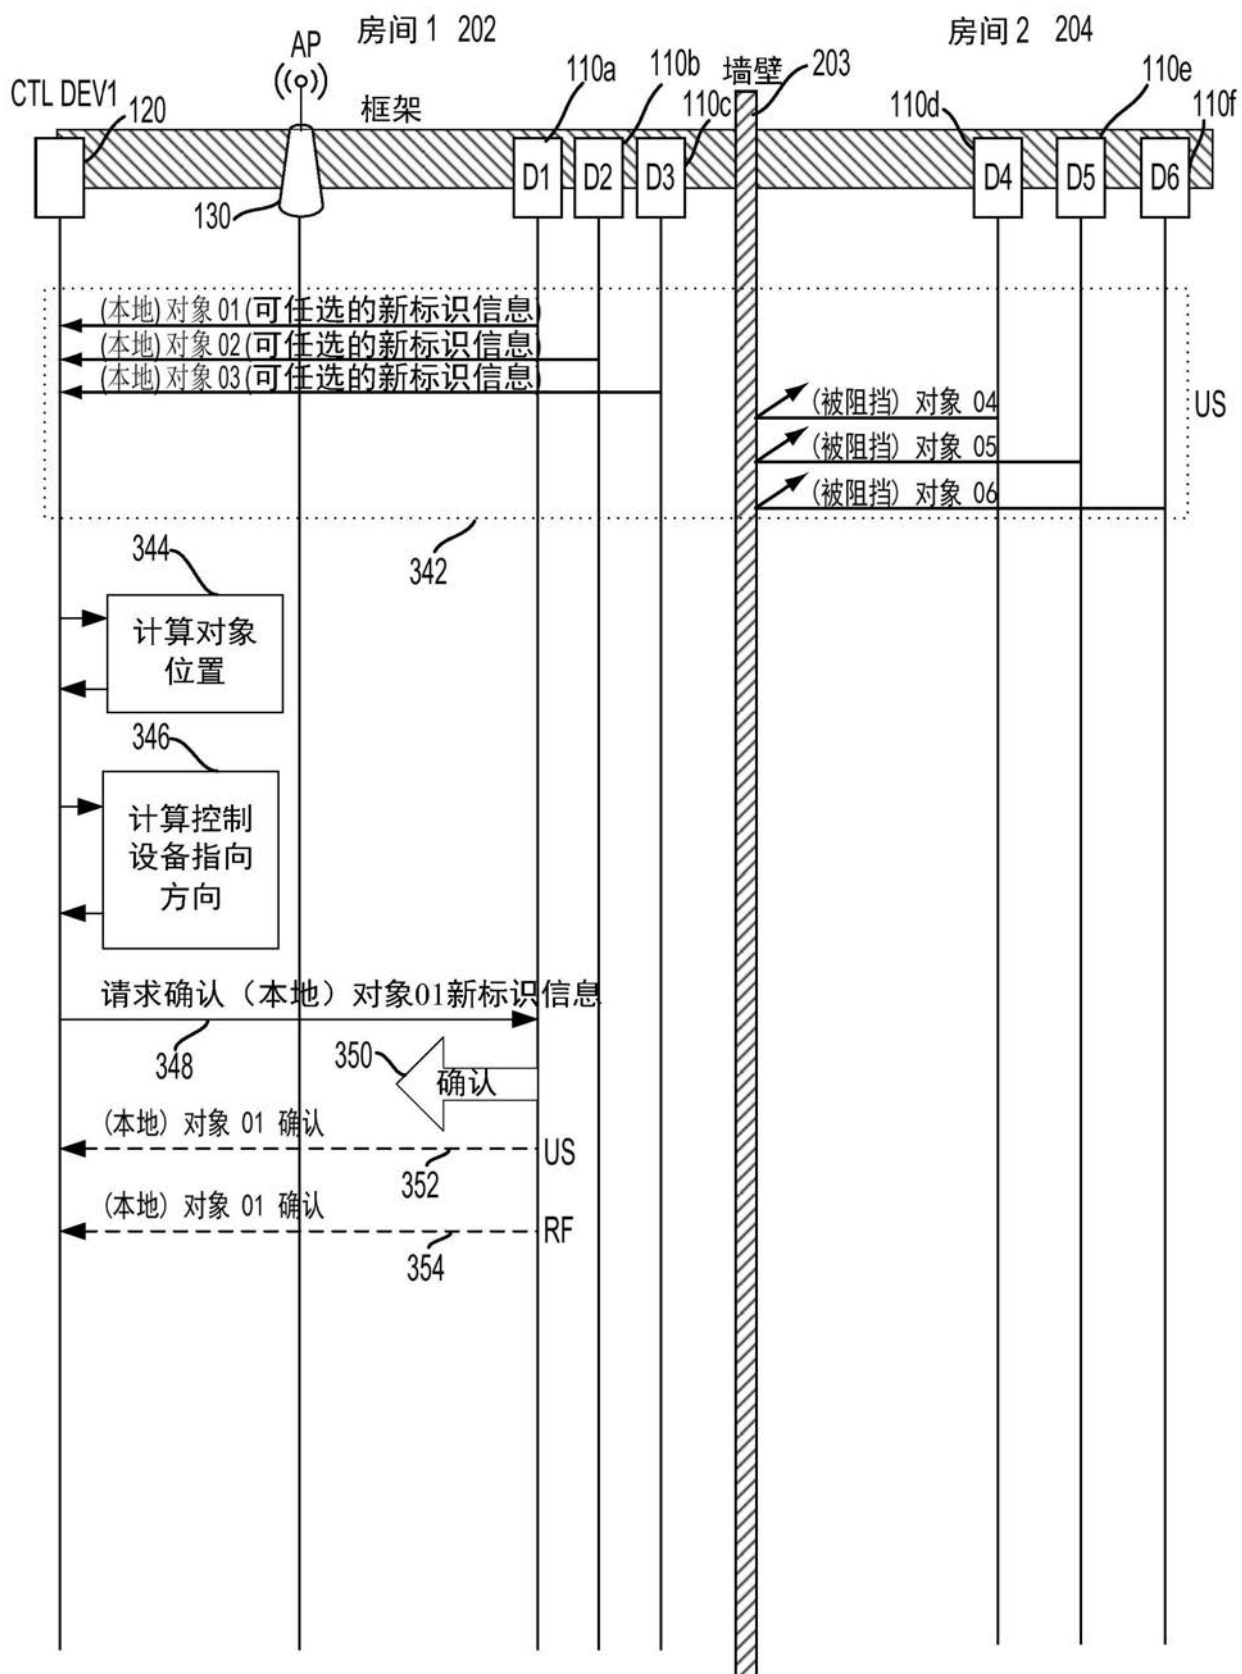 房间 1 202
房间 2 204
AP
墙壁
203
110a
110b
110c
110d
110e
110f
CTL DEV1
120
框架
D1
D2
D3
D4
D5
D6
130
(本地) 对象 01 (可任选的新标识信息)
(本地) 对象 02 (可任选的新标识信息)
(本地) 对象 03 (可任选的新标识信息)
(被阻挡) 对象 04
US
(被阻挡) 对象 05
(被阻挡) 对象 06
342
344
计算对象
位置
346
计算控制
设备指向
方向
请求确认（本地）对象01新标识信息
348
350
确认
(本地) 对象 01 确认
US
352
(本地) 对象 01 确认
RF
354